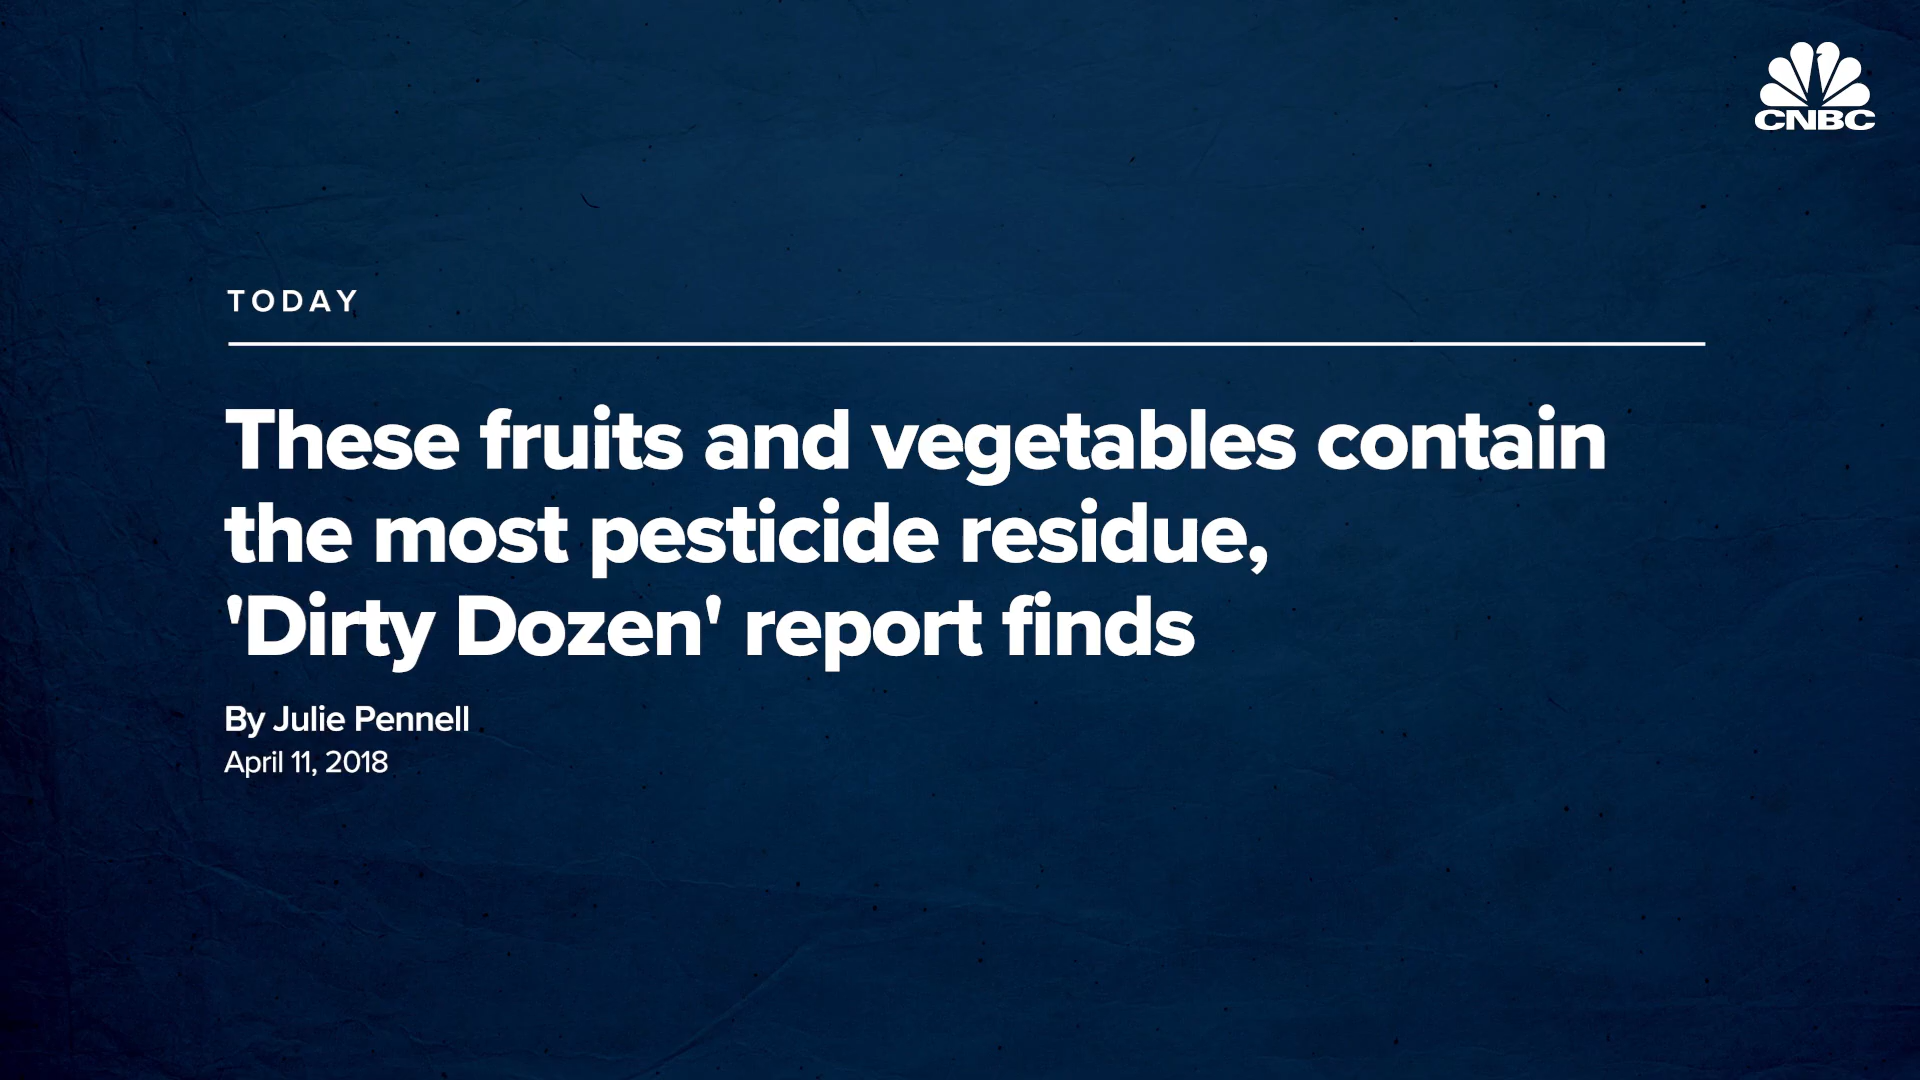 CNBC
TODAY
These fruits and vegetables contain
the most pesticide residue,
'Dirty Dozen' report finds
By Julie Pennell
April 11, 2018